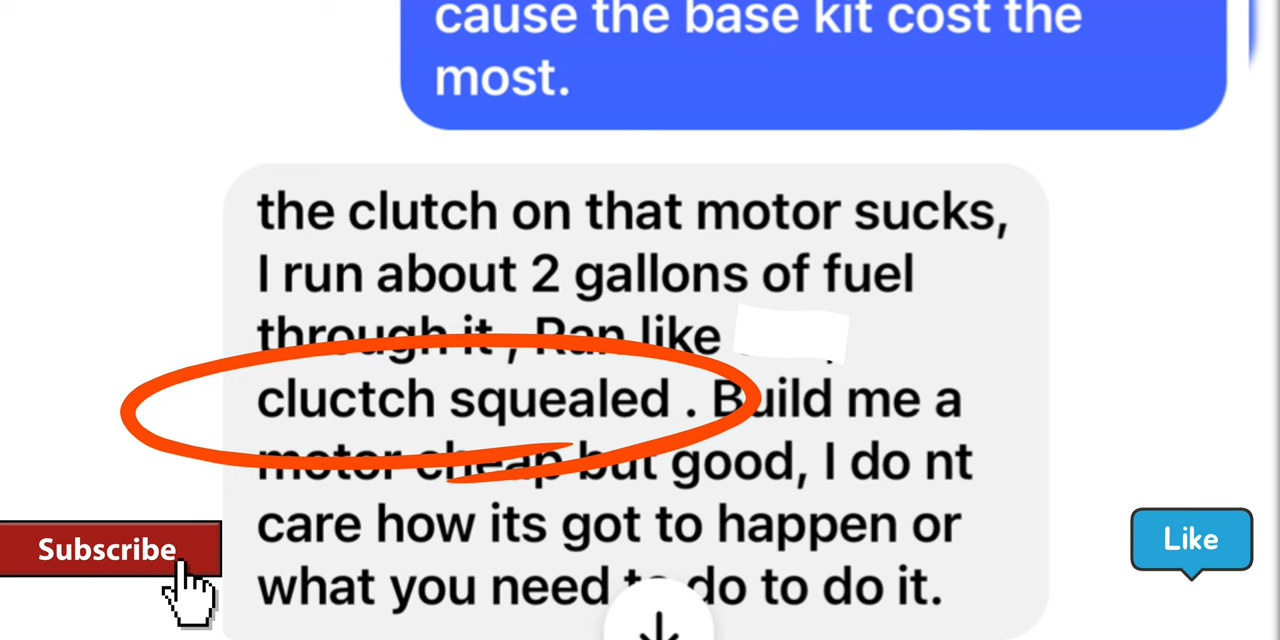 cause the base kit cost the
most.
the clutch on that motor sucks,
I run about 2 gallons of fuel
through it , Ran like
cluctch squealed . Build me a
motor cheap but good, I do nt
care how its got to happen or
what you need to do to do it.
Subscribe
Like